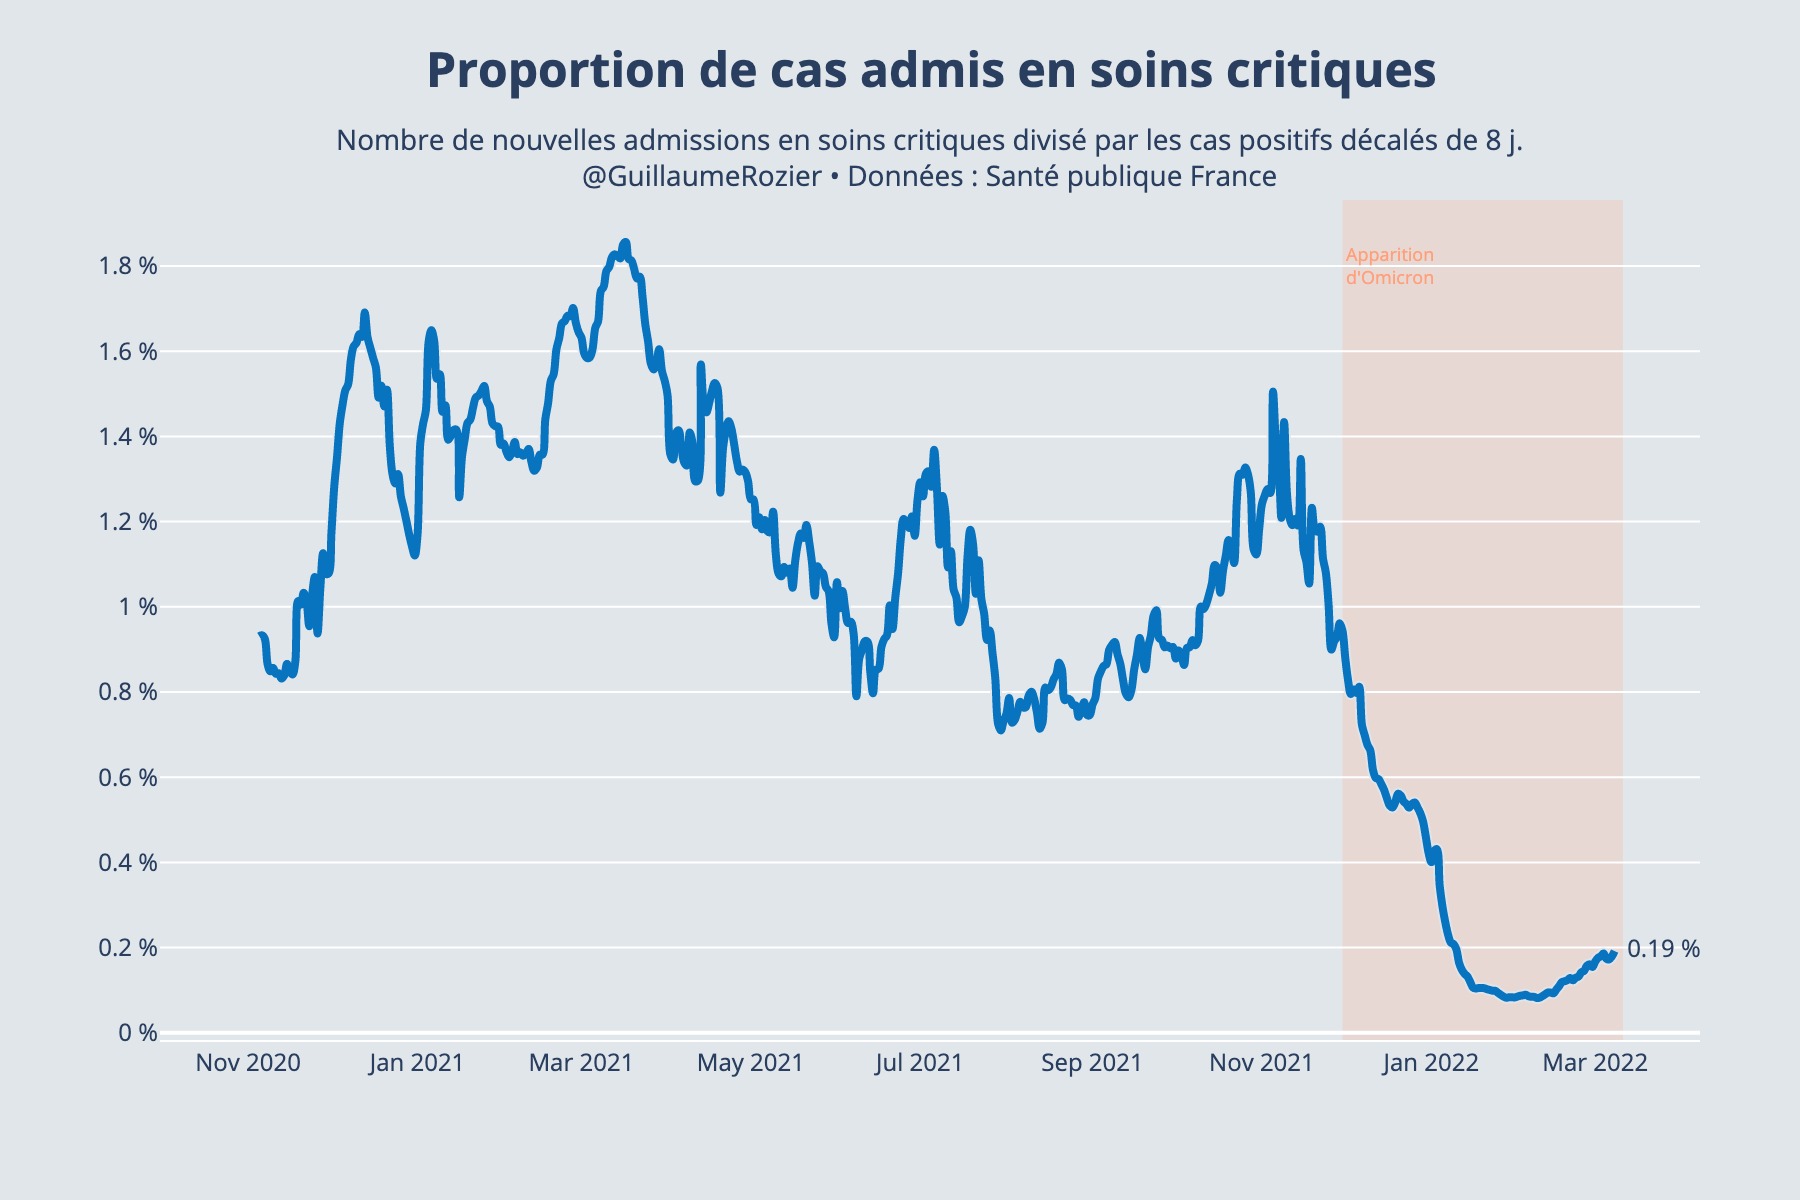 Proportion de cas admis en soins critiques
Nombre de nouvelles admissions en soins critiques divisé par les cas positifs décalés de 8 j.
@GuillaumeRozier • Données : Santé publique France
Apparition
d'Omicron
1.8 %
1.6 %
1.4 %
1.2 %
1 %
0.8 %
0.6 %
0.4 %
0.2 %
0.19 %
0 %
Nov 2020 Jan 2021 Mar 2021 May 2021 Jul 2021 Sep 2021 Nov 2021 Jan 2022 Mar 2022